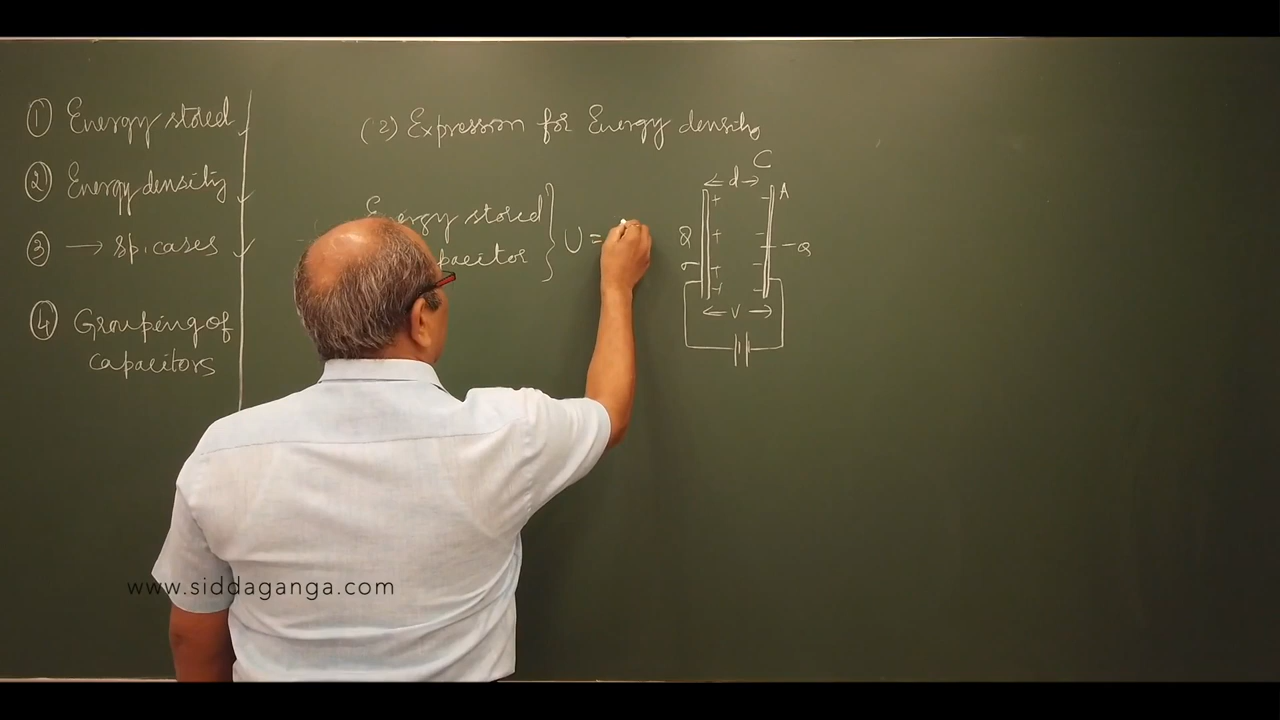 ① Energy stored
② Energy density
③ → sp. cases
④ Grouping of
capacitors
(2) Expression for Energy density
Energy stored
capacitor
U =
C
d
A
+ -
Q + -
-Q
σ + -
+ -
V
www.siddaganga.com